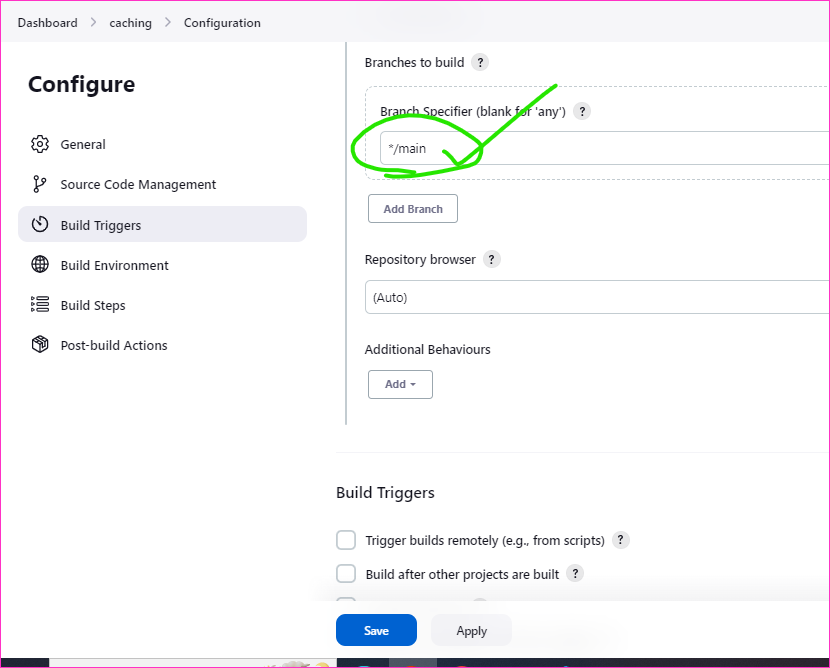 Dashboard > caching > Configuration
Configure
General
Source Code Management
Build Triggers
Build Environment
Build Steps
Post-build Actions
Branches to build ?
Branch Specifier (blank for 'any') ?
*/main
Add Branch
Repository browser ?
(Auto)
Additional Behaviours
Add
Build Triggers
Trigger builds remotely (e.g., from scripts) ?
Build after other projects are built ?
Save
Apply